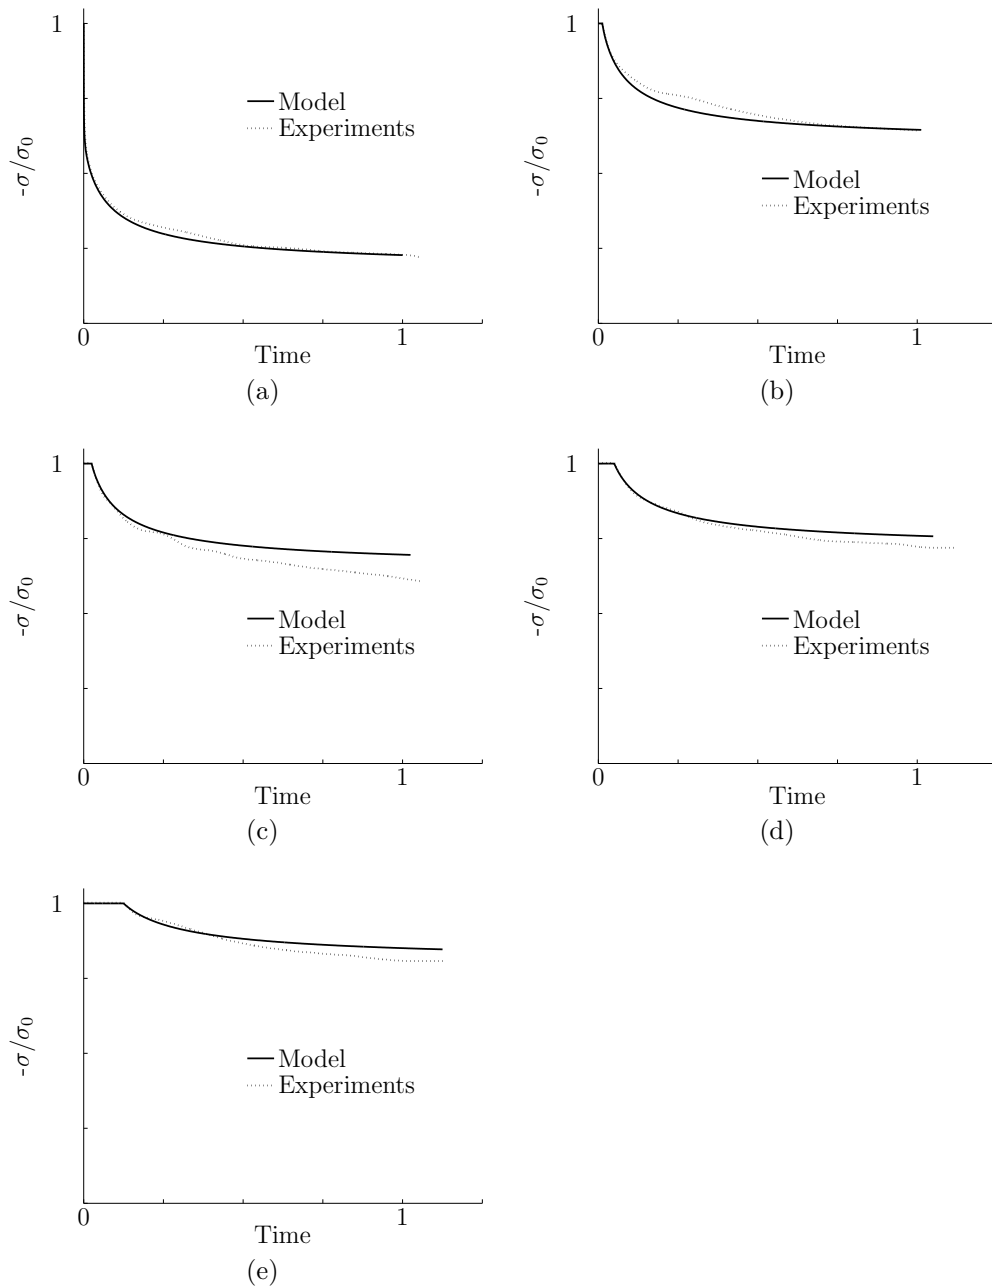 1
-σ/σ0
Model
Experiments
0
1
Time
(a)
1
-σ/σ0
Model
Experiments
0
1
Time
(b)
1
-σ/σ0
Model
Experiments
0
1
Time
(c)
1
-σ/σ0
Model
Experiments
0
1
Time
(d)
1
-σ/σ0
Model
Experiments
0
1
Time
(e)